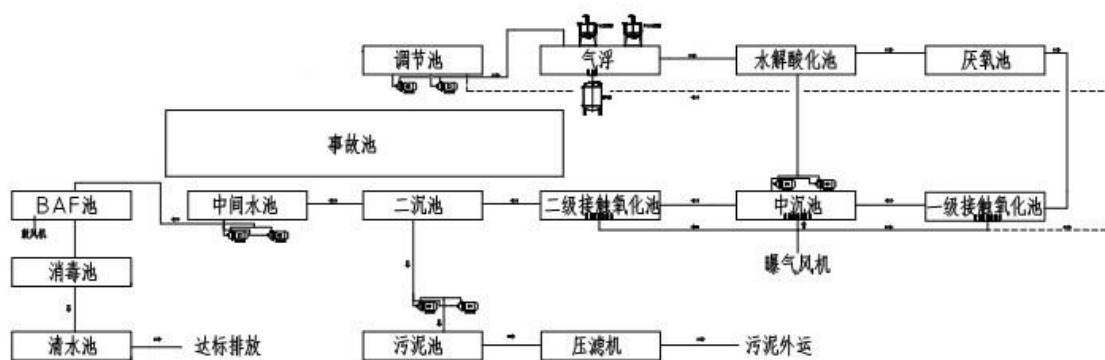 调节池
气浮
水解酸化池
厌氧池
事故池
BAF池
中间水池
二沉池
二级接触氧化池
中沉池
一级接触氧化池
鼓风机
曝气风机
消毒池
清水池
达标排放
污泥池
压滤机
污泥外运